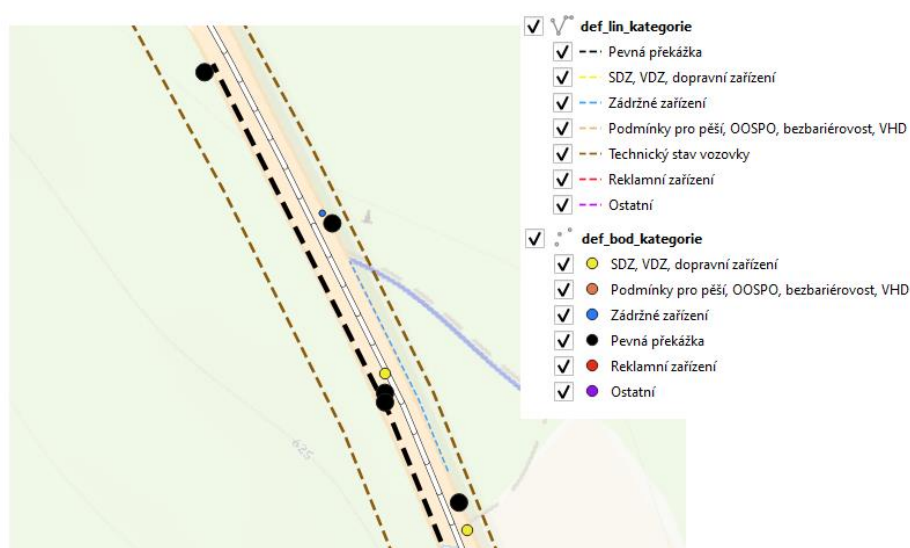 def_lin_kategorie
Pevná překážka
SDZ, VDZ, dopravní zařízení
Zádržné zařízení
Podmínky pro pěší, OOSPO, bezbariérovost, VHD
Technický stav vozovky
Reklamní zařízení
Ostatní
def_bod_kategorie
SDZ, VDZ, dopravní zařízení
Podmínky pro pěší, OOSPO, bezbariérovost, VHD
Zádržné zařízení
Pevná překážka
Reklamní zařízení
Ostatní
625